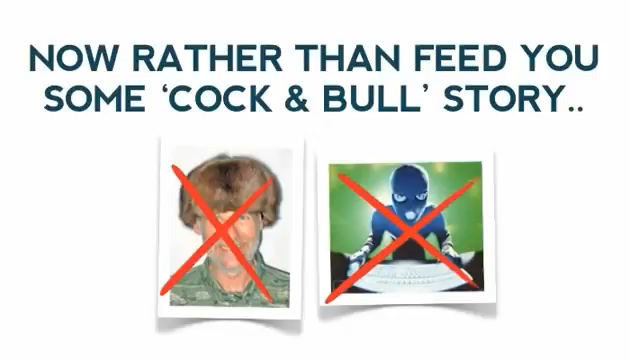 NOW RATHER THAN FEED YOU
SOME ‘COCK & BULL’ STORY..